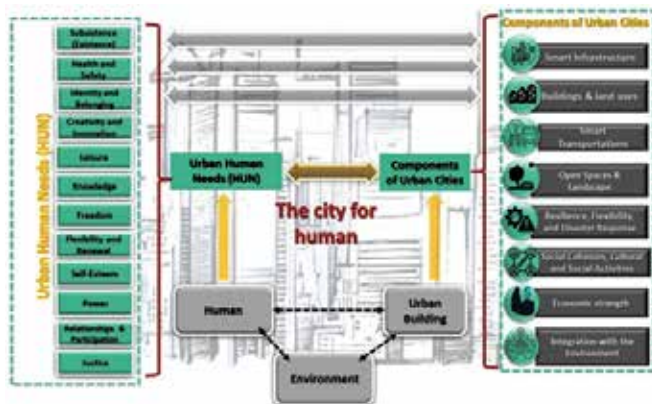 Urban Human Needs (HUN)
Subsistence
(Existence)
Health and
Safety
Identity and
Belonging
Creativity and
Innovation
Leisure
Knowledge
Freedom
Flexibility and
Renewal
Self-Esteem
Power
Relationships &
Participation
Justice
Urban Human
Needs (HUN)
Components
of Urban Cities
The city for
human
Human
Urban
Building
Environment
Components of Urban Cities
Smart Infrastructure
Buildings & land uses
Smart
Transportations
Open Spaces &
Landscape
Resilience, Flexibility,
and Disaster Response
Social Cohesion, Cultural
and Social Activities
Economic strength
Integration with the
Environment